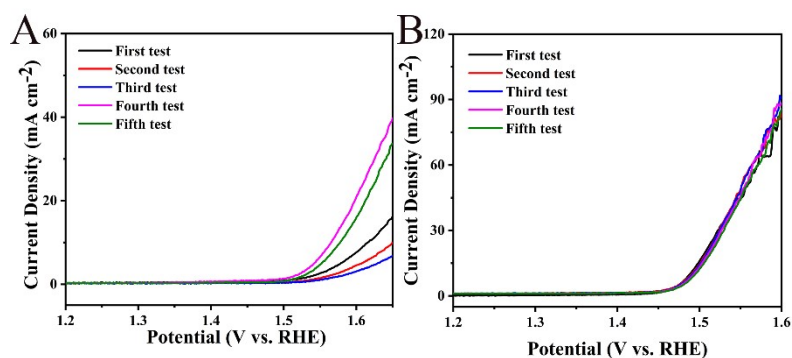 A
Current Density (mA cm⁻²)
60
40
20
0
First test
Second test
Third test
Fourth test
Fifth test
1.2
1.3
1.4
1.5
1.6
Potential (V vs. RHE)
B
Current Density (mA cm⁻²)
120
90
60
30
0
First test
Second test
Third test
Fourth test
Fifth test
1.2
1.3
1.4
1.5
1.6
Potential (V vs. RHE)